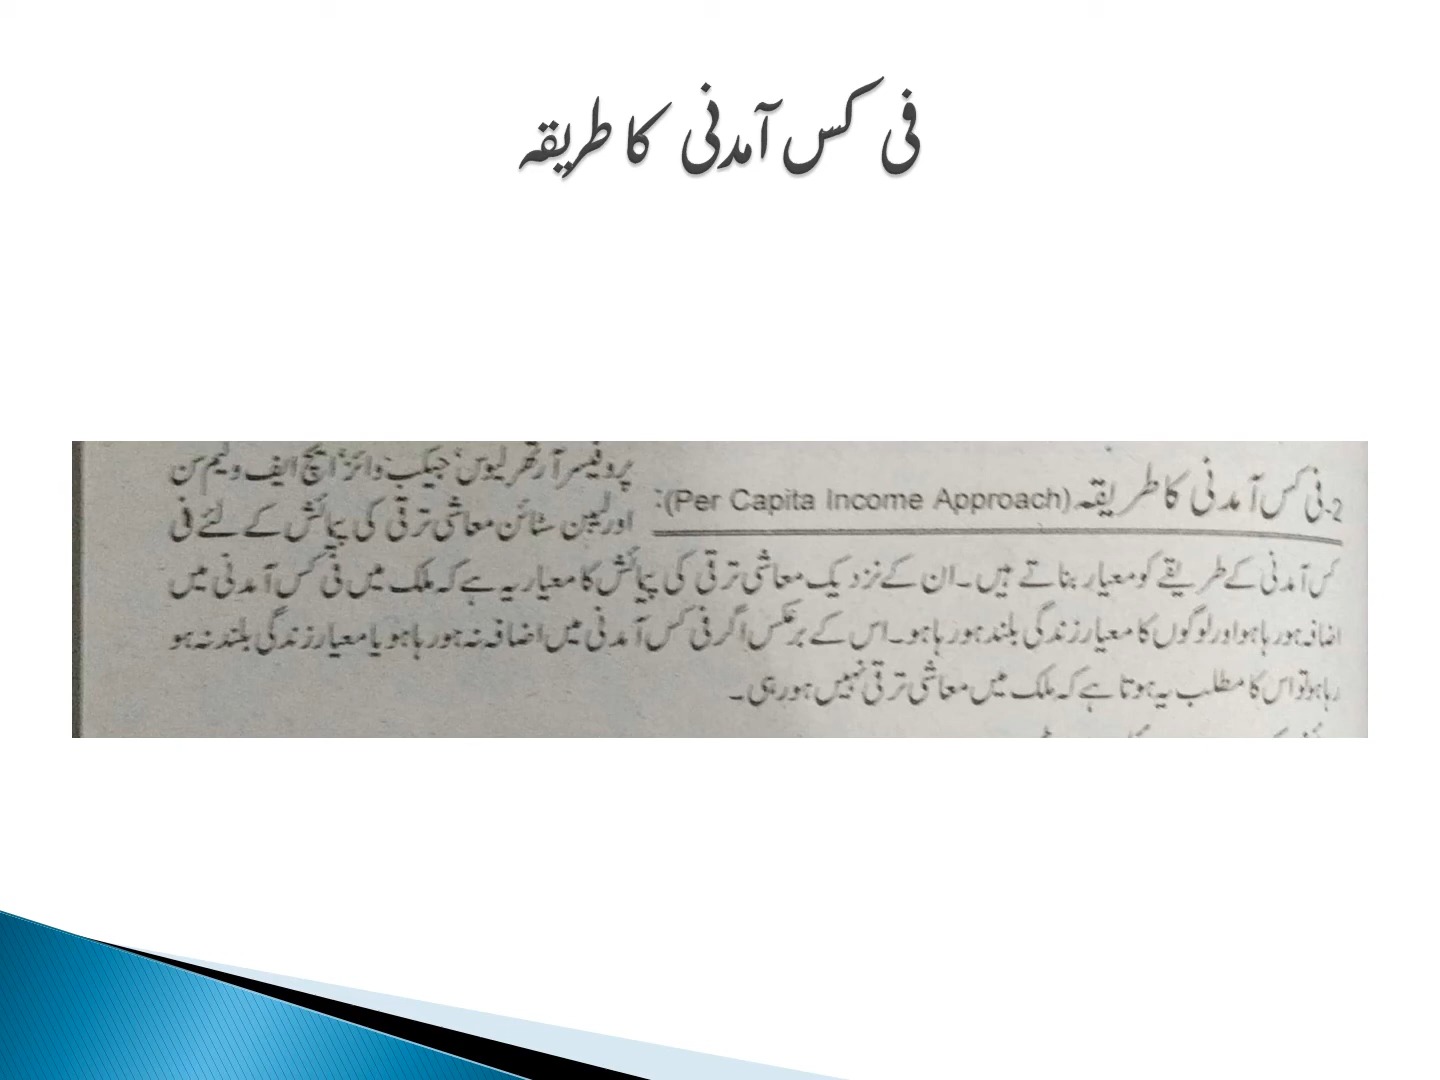 فی کس آمدنی کا طریقہ
2-فی کس آمدنی کا طریقہ (Per Capita Income Approach):
پروفیسر آرتھر لیوس' جیکب وائنر' ایچ ایف ولیم سن
اور لیبن سٹائن معاشی ترقی کی پیمائش کے لئے فی
کس آمدنی کے طریقے کو معیار بناتے ہیں۔ ان کے نزدیک معاشی ترقی کی پیمائش کا معیار یہ ہے کہ ملک میں فی کس آمدنی میں
اضافہ ہو رہا ہو اور لوگوں کا معیار زندگی بلند ہو رہا ہو۔ اس کے برعکس اگر فی کس آمدنی میں اضافہ نہ ہو رہا ہو یا معیار زندگی بلند نہ ہو
رہا ہو تو اس کا مطلب یہ ہوتا ہے کہ ملک میں معاشی ترقی نہیں ہو رہی۔